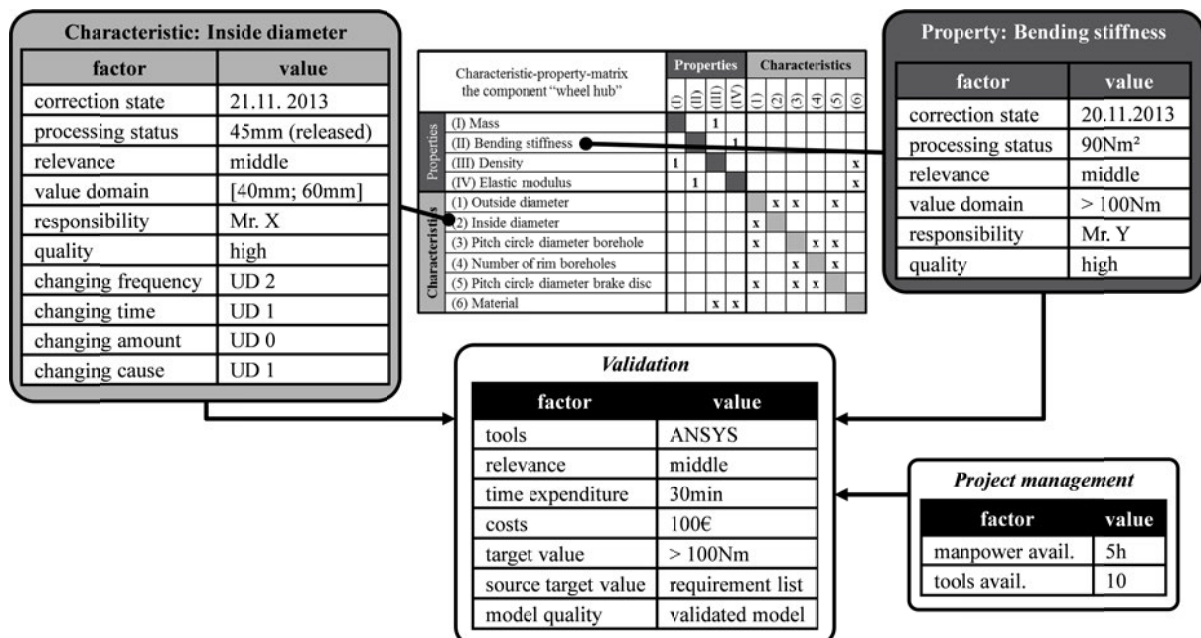 Characteristic: Inside diameter
factor value
correction state 21.11. 2013
processing status 45mm (released)
relevance middle
value domain [40mm; 60mm]
responsibility Mr. X
quality high
changing frequency UD 2
changing time UD 1
changing amount UD 0
changing cause UD 1
Characteristic-property-matrix
the component “wheel hub”
Properties Characteristics
(I) (II) (III) (IV) (1) (2) (3) (4) (5) (6)
Properties
(I) Mass 1
(II) Bending stiffness 1
(III) Density 1 x
(IV) Elastic modulus 1 x
Characteristics
(1) Outside diameter x x x
(2) Inside diameter x
(3) Pitch circle diameter borehole x x x
(4) Number of rim boreholes x x
(5) Pitch circle diameter brake disc x x x
(6) Material x x
Property: Bending stiffness
factor value
correction state 20.11.2013
processing status 90Nm²
relevance middle
value domain > 100Nm
responsibility Mr. Y
quality high
Validation
factor value
tools ANSYS
relevance middle
time expenditure 30min
costs 100€
target value > 100Nm
source target value requirement list
model quality validated model
Project management
factor value
manpower avail. 5h
tools avail. 10